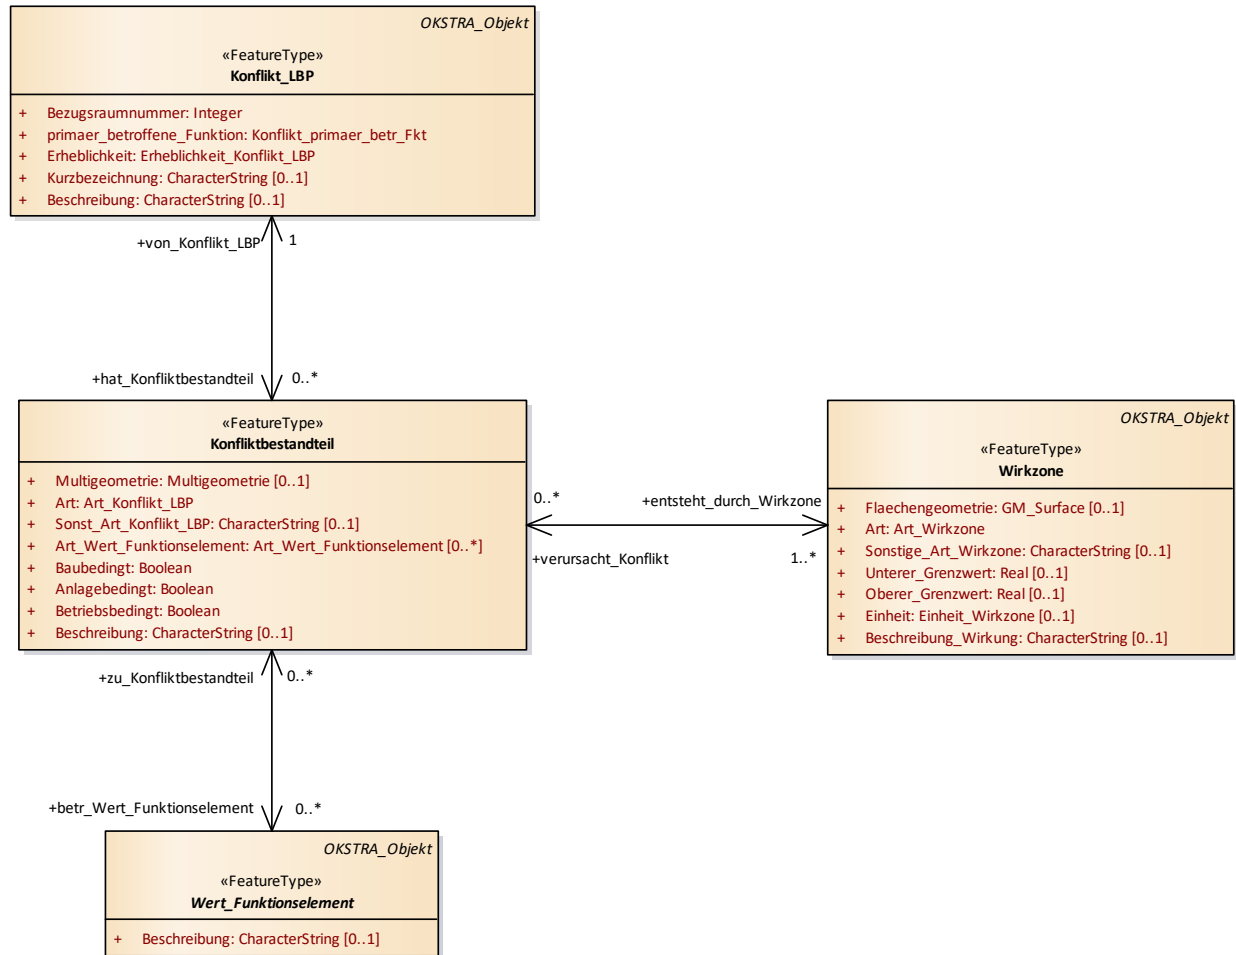 OKSTRA_Objekt
«FeatureType»
Konflikt_LBP
+ Bezugsraumnummer: Integer
+ primaer_betroffene_Funktion: Konflikt_primaer_betr_Fkt
+ Erheblichkeit: Erheblichkeit_Konflikt_LBP
+ Kurzbezeichnung: CharacterString [0..1]
+ Beschreibung: CharacterString [0..1]
+von_Konflikt_LBP 1
+hat_Konfliktbestandteil 0..*
«FeatureType»
Konfliktbestandteil
+ Multigeometrie: Multigeometrie [0..1]
+ Art: Art_Konflikt_LBP
+ Sonst_Art_Konflikt_LBP: CharacterString [0..1]
+ Art_Wert_Funktionselement: Art_Wert_Funktionselement [0..*]
+ Baubedingt: Boolean
+ Anlagebedingt: Boolean
+ Betriebsbedingt: Boolean
+ Beschreibung: CharacterString [0..1]
0..* +entsteht_durch_Wirkzone
+verursacht_Konflikt 1..*
OKSTRA_Objekt
«FeatureType»
Wirkzone
+ Flaechengeometrie: GM_Surface [0..1]
+ Art: Art_Wirkzone
+ Sonstige_Art_Wirkzone: CharacterString [0..1]
+ Unterer_Grenzwert: Real [0..1]
+ Oberer_Grenzwert: Real [0..1]
+ Einheit: Einheit_Wirkzone [0..1]
+ Beschreibung_Wirkung: CharacterString [0..1]
+zu_Konfliktbestandteil 0..*
+betr_Wert_Funktionselement 0..*
OKSTRA_Objekt
«FeatureType»
Wert_Funktionselement
+ Beschreibung: CharacterString [0..1]